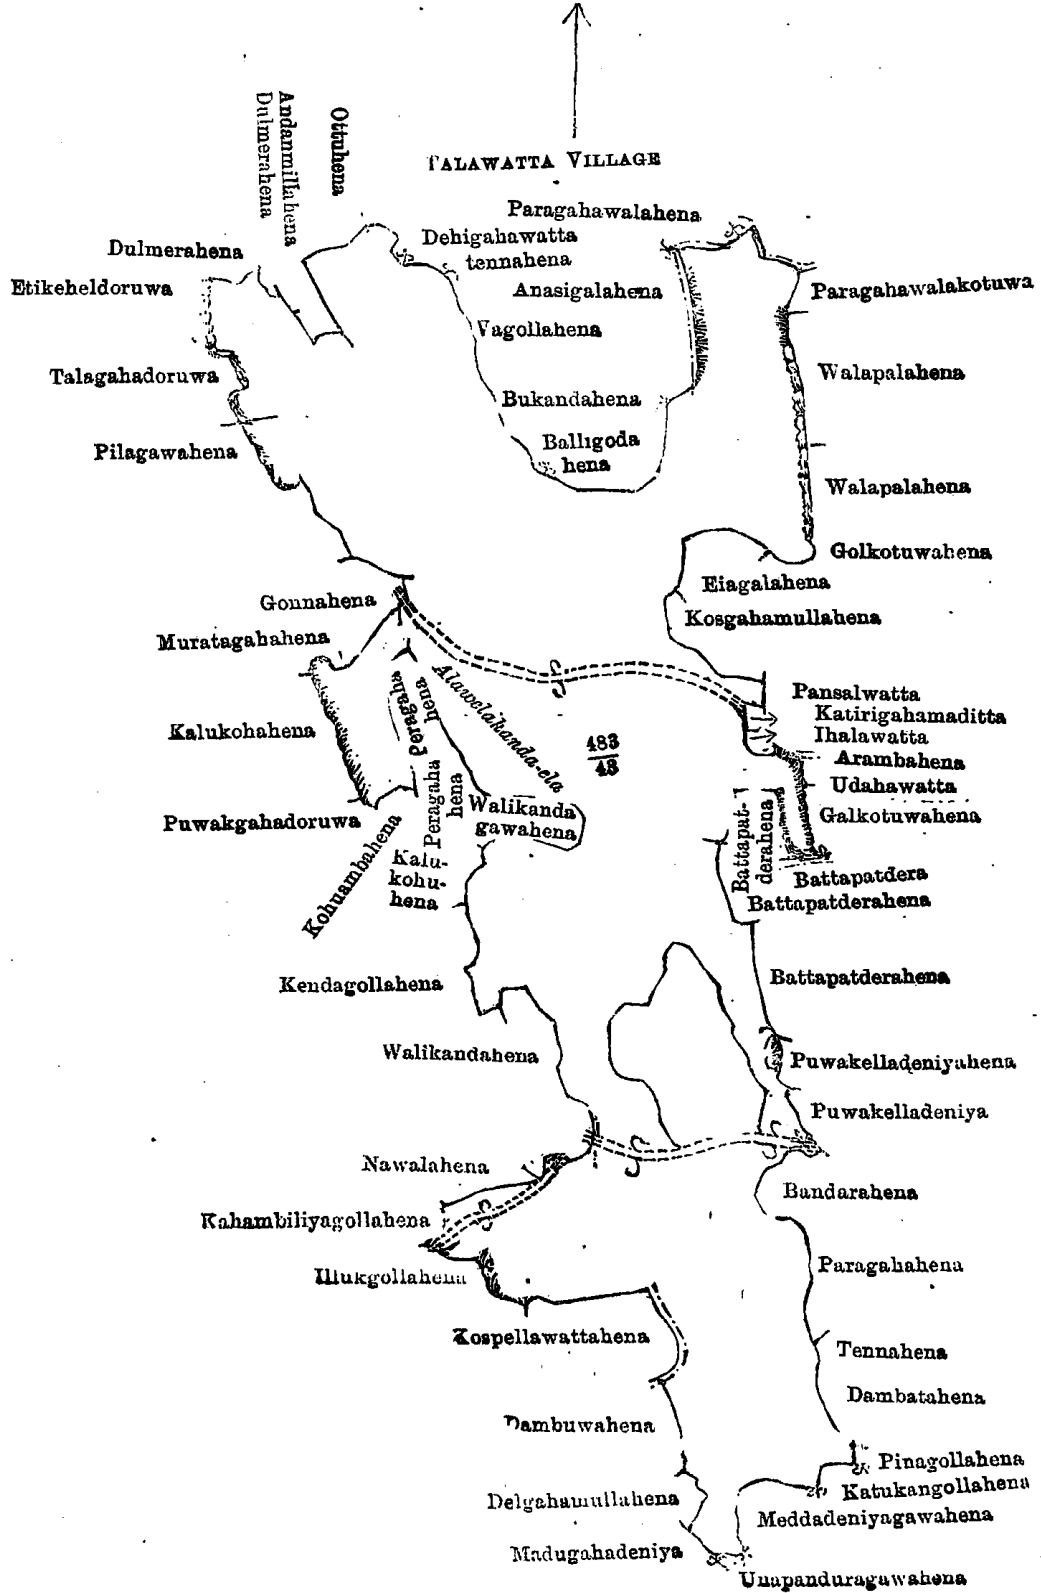 TALAWATTA VILLAGE
Ottuhena
Andanmillahena
Dulmerahena
Paragahawalahena
Dehigahawatta
tennahena
Dulmerahena
Etikeheldoruwa
Anasigalahena
Paragahawalakotuwa
Vagollahena
Talagahadoruwa
Walapalahena
Bukandahena
Balligoda
hena
Pilagawahena
Walapalahena
Golkotuwahena
Eiagalahena
Gonnahena
Kosgahamullahena
Muratagahahena
Alawelakanda-ela
Peragaha
hena
Pansalwatta
Katirigahamaditta
Ihalawatta
Kalukohahena
483
43
Arambahena
Udahawatta
Peragaha
hena
Walikanda
gawahena
Galkotuwahena
Puwakgahadoruwa
Kohuambahena
Kalu-
kohu-
hena
Battapat-
derahena
Battapatdera
Battapatderahena
Kendagollahena
Battapatderahena
Walikandahena
Puwakelladeniyahena
Puwakelladeniya
Nawalahena
Bandarahena
Kahambiliyagollahena
Illukgollahena
Paragahahena
Kospellawattahena
Tennahena
Dambatahena
Dambuwahena
Pinagollahena
Katukangollahena
Delgahamullahena
Meddadeniyagawahena
Madugahadeniya
Unapanduragawahena